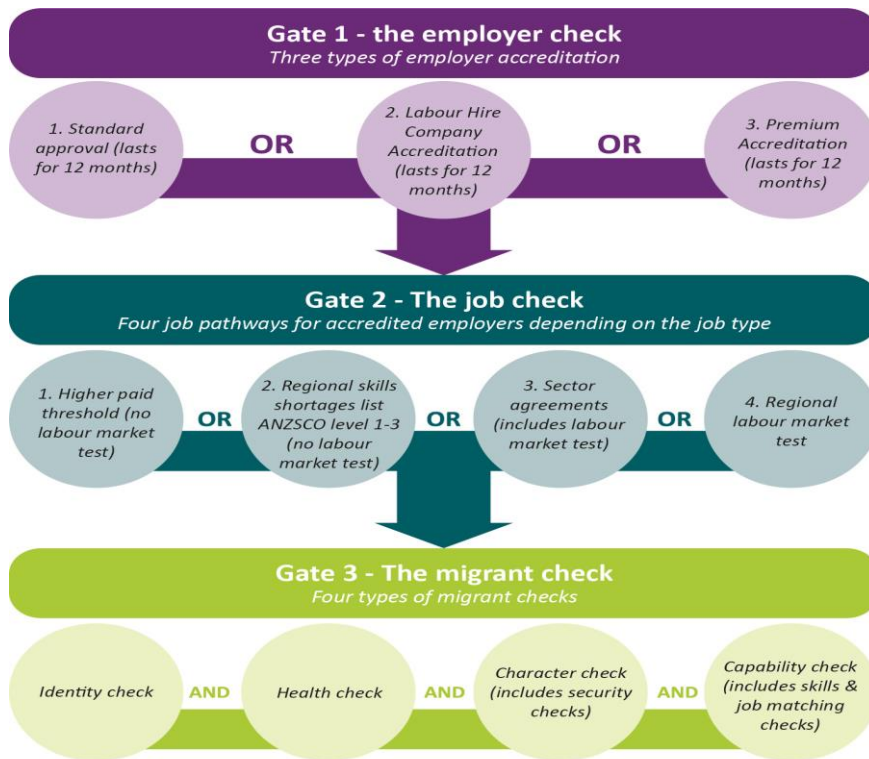 Gate 1 - the employer check
Three types of employer accreditation
1. Standard
approval (lasts
for 12 months)
OR
2. Labour Hire
Company
Accreditation
(lasts for 12
months)
OR
3. Premium
Accreditation
(lasts for 12
months)
Gate 2 - The job check
Four job pathways for accredited employers depending on the job type
1. Higher paid
threshold (no
labour market
test)
OR
2. Regional skills
shortages list
ANZSCO level 1-3
(no labour
market test)
OR
3. Sector
agreements
(includes labour
market test)
OR
4. Regional
labour market
test
Gate 3 - The migrant check
Four types of migrant checks
Identity check
AND
Health check
AND
Character check
(includes security
checks)
AND
Capability check
(includes skills &
job matching
checks)